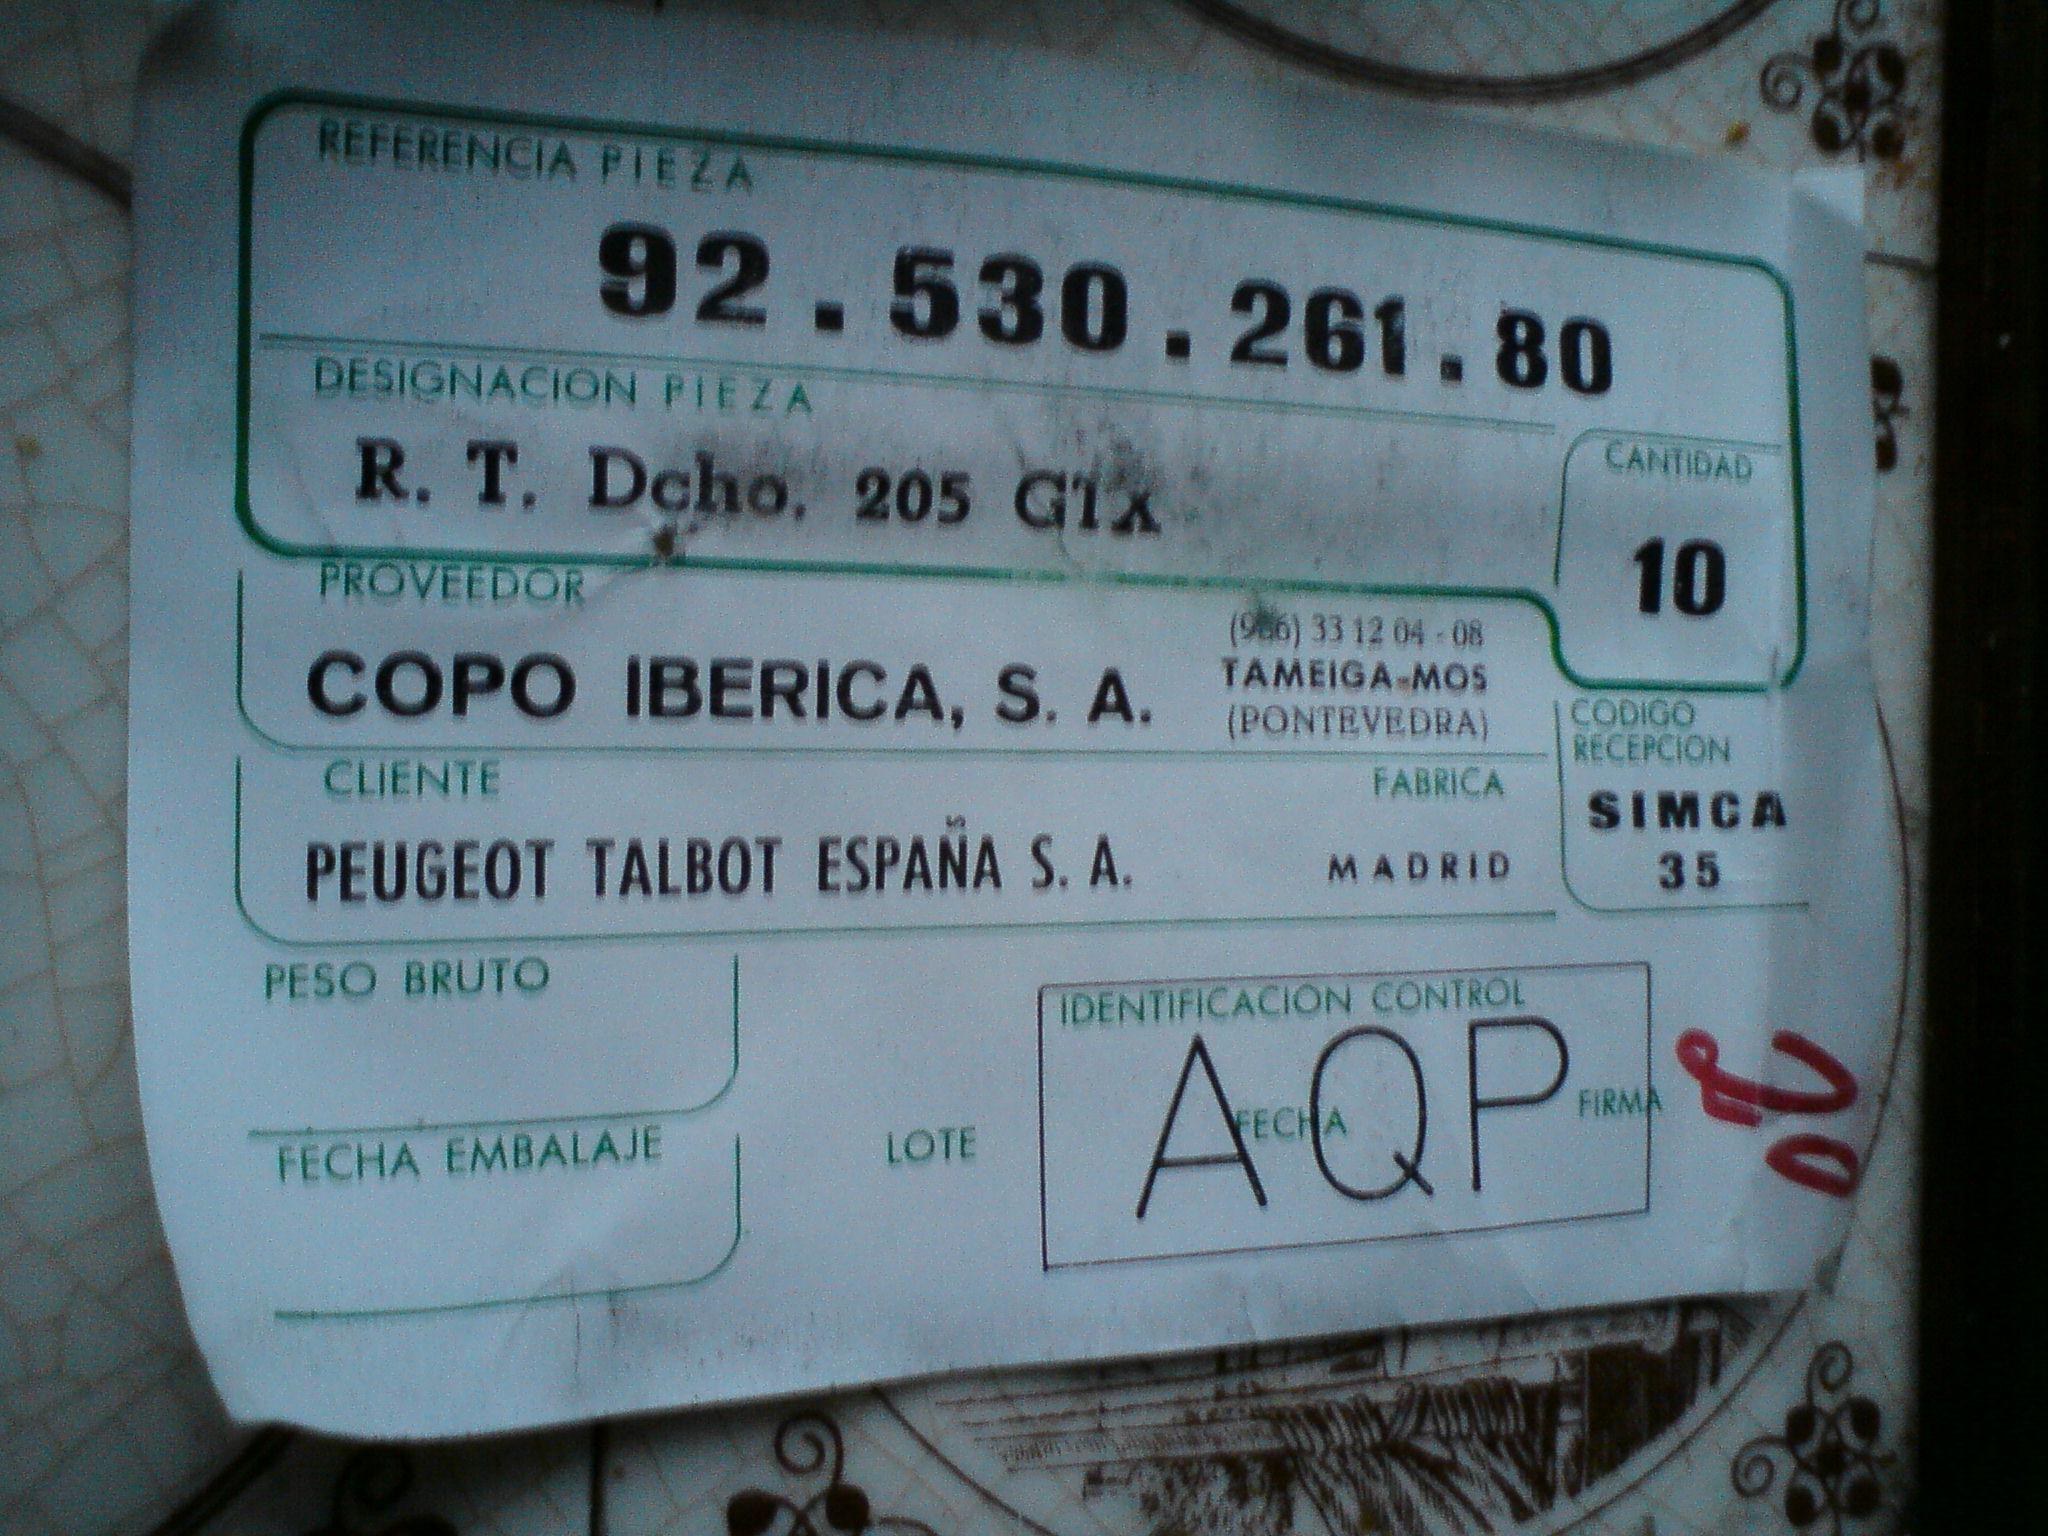 REFERENCIA PIEZA
92.530.261.80
DESIGNACION PIEZA
R. T. Dcho. 205 GTX
CANTIDAD
10
PROVEEDOR
COPO IBERICA, S. A.
(986) 33 12 04 - 08
TAMEIGA-MOS
(PONTEVEDRA)
CODIGO
RECEPCION
SIMCA
35
CLIENTE
FABRICA
PEUGEOT TALBOT ESPAÑA S. A.
MADRID
PESO BRUTO
IDENTIFICACION CONTROL
AQP
FECHA
FIRMA
FECHA EMBALAJE
LOTE